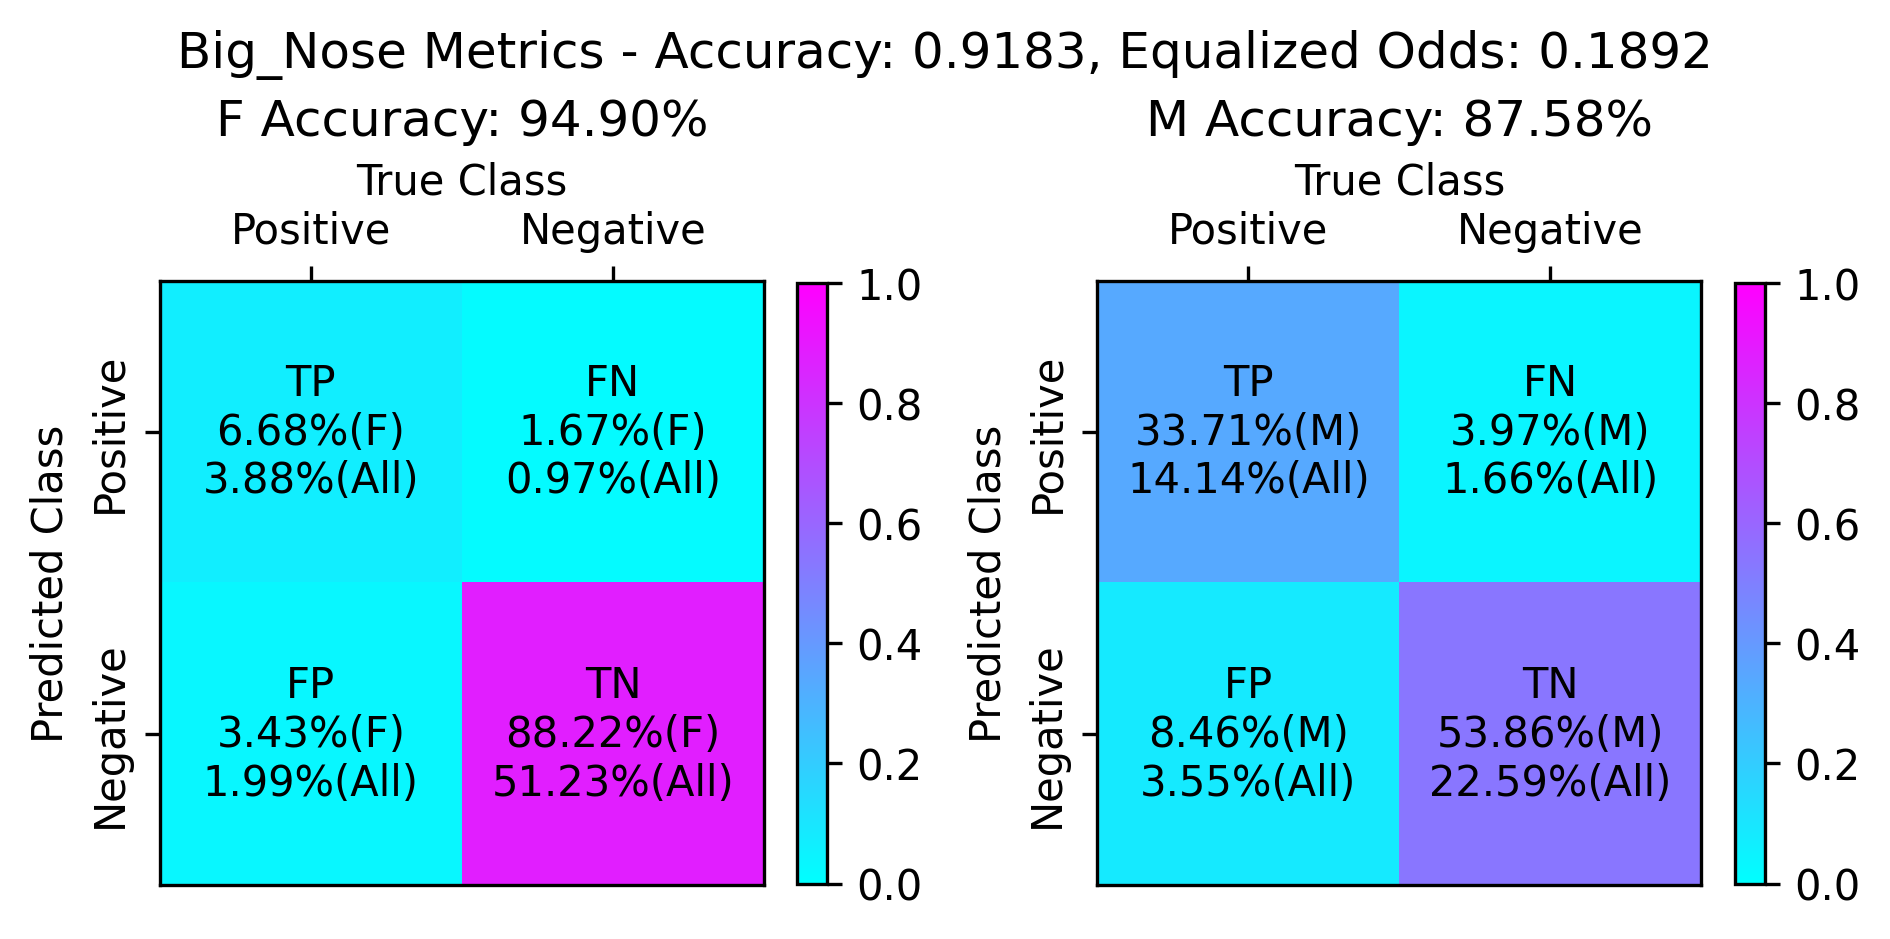 Big_Nose Metrics - Accuracy: 0.9183, Equalized Odds: 0.1892
F Accuracy: 94.90%
True Class
Positive Negative
Predicted Class
Positive
Negative
TP
6.68%(F)
3.88%(All)
FN
1.67%(F)
0.97%(All)
FP
3.43%(F)
1.99%(All)
TN
88.22%(F)
51.23%(All)
1.0
0.8
0.6
0.4
0.2
0.0
M Accuracy: 87.58%
True Class
Positive Negative
Predicted Class
Positive
Negative
TP
33.71%(M)
14.14%(All)
FN
3.97%(M)
1.66%(All)
FP
8.46%(M)
3.55%(All)
TN
53.86%(M)
22.59%(All)
1.0
0.8
0.6
0.4
0.2
0.0